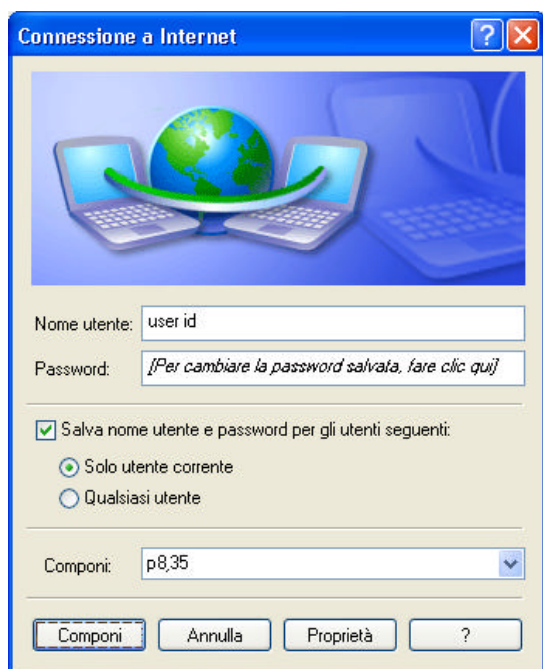 Connessione a Internet
Nome utente: user id
Password: [Per cambiare la password salvata, fare clic qui]
Salva nome utente e password per gli utenti seguenti:
Solo utente corrente
Qualsiasi utente
Componi: p8,35
Componi Annulla Proprietà ?